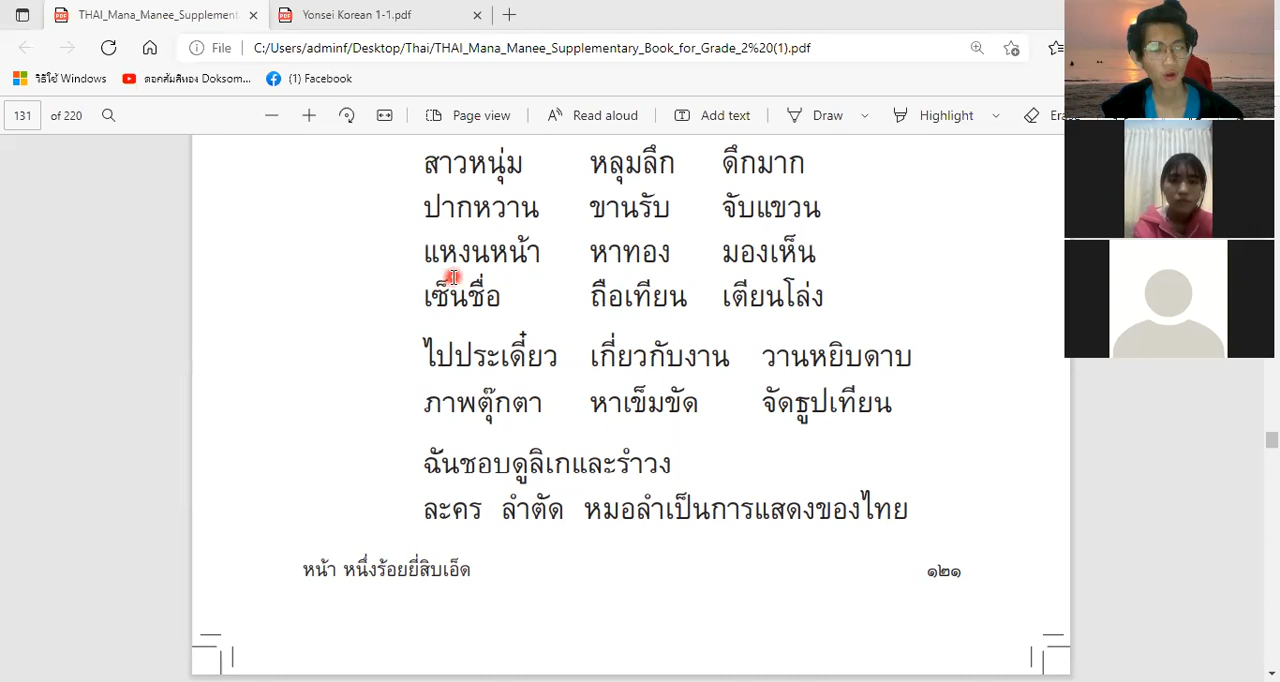 THAI_Mana_Manee_Supplement
Yonsei Korean 1-1.pdf
File C:/Users/adminf/Desktop/Thai/THAI_Mana_Manee_Supplementary_Book_for_Grade_2%20(1).pdf
วิธีใช้ Windows ดอกส้มสีทอง Doksom... (1) Facebook
131 of 220 Page view Read aloud Add text Draw Highlight Era
สาวหนุ่ม หลุมลึก ดึกมาก
ปากหวาน ขานรับ จับแขวน
แหงนหน้า หาทอง มองเห็น
เซ็นชื่อ ถือเทียน เตียนโล่ง
ไปประเดี๋ยว เกี่ยวกับงาน วานหยิบดาบ
ภาพตุ๊กตา หาเข็มขัด จัดธูปเทียน
ฉันชอบดูลิเกและรำวง
ละคร ลำตัด หมอลำเป็นการแสดงของไทย
หน้า หนึ่งร้อยยี่สิบเอ็ด ๑๒๑